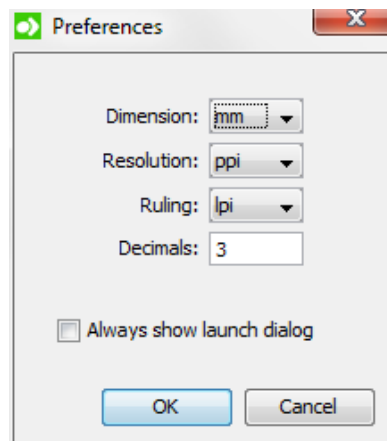 Preferences
Dimension: mm
Resolution: ppi
Ruling: lpi
Decimals: 3
Always show launch dialog
OK Cancel